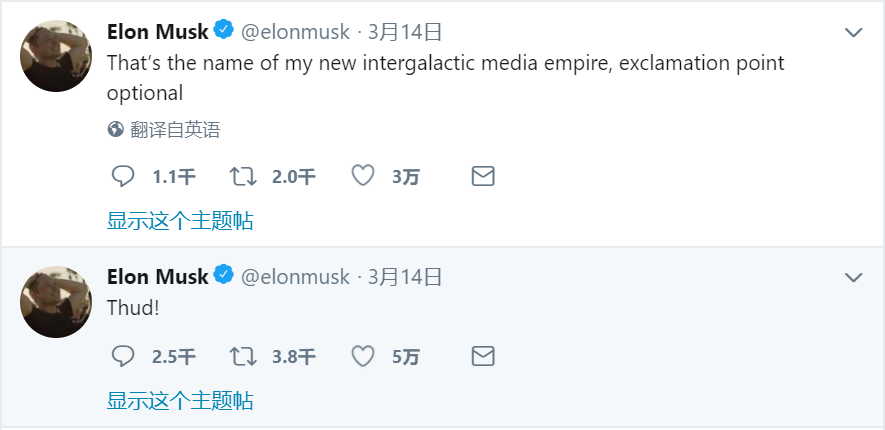 Elon Musk @elonmusk · 3月14日
That's the name of my new intergalactic media empire, exclamation point
optional
翻译自英语
1.1千 2.0千 3万
显示这个主题帖
Elon Musk @elonmusk · 3月14日
Thud!
2.5千 3.8千 5万
显示这个主题帖